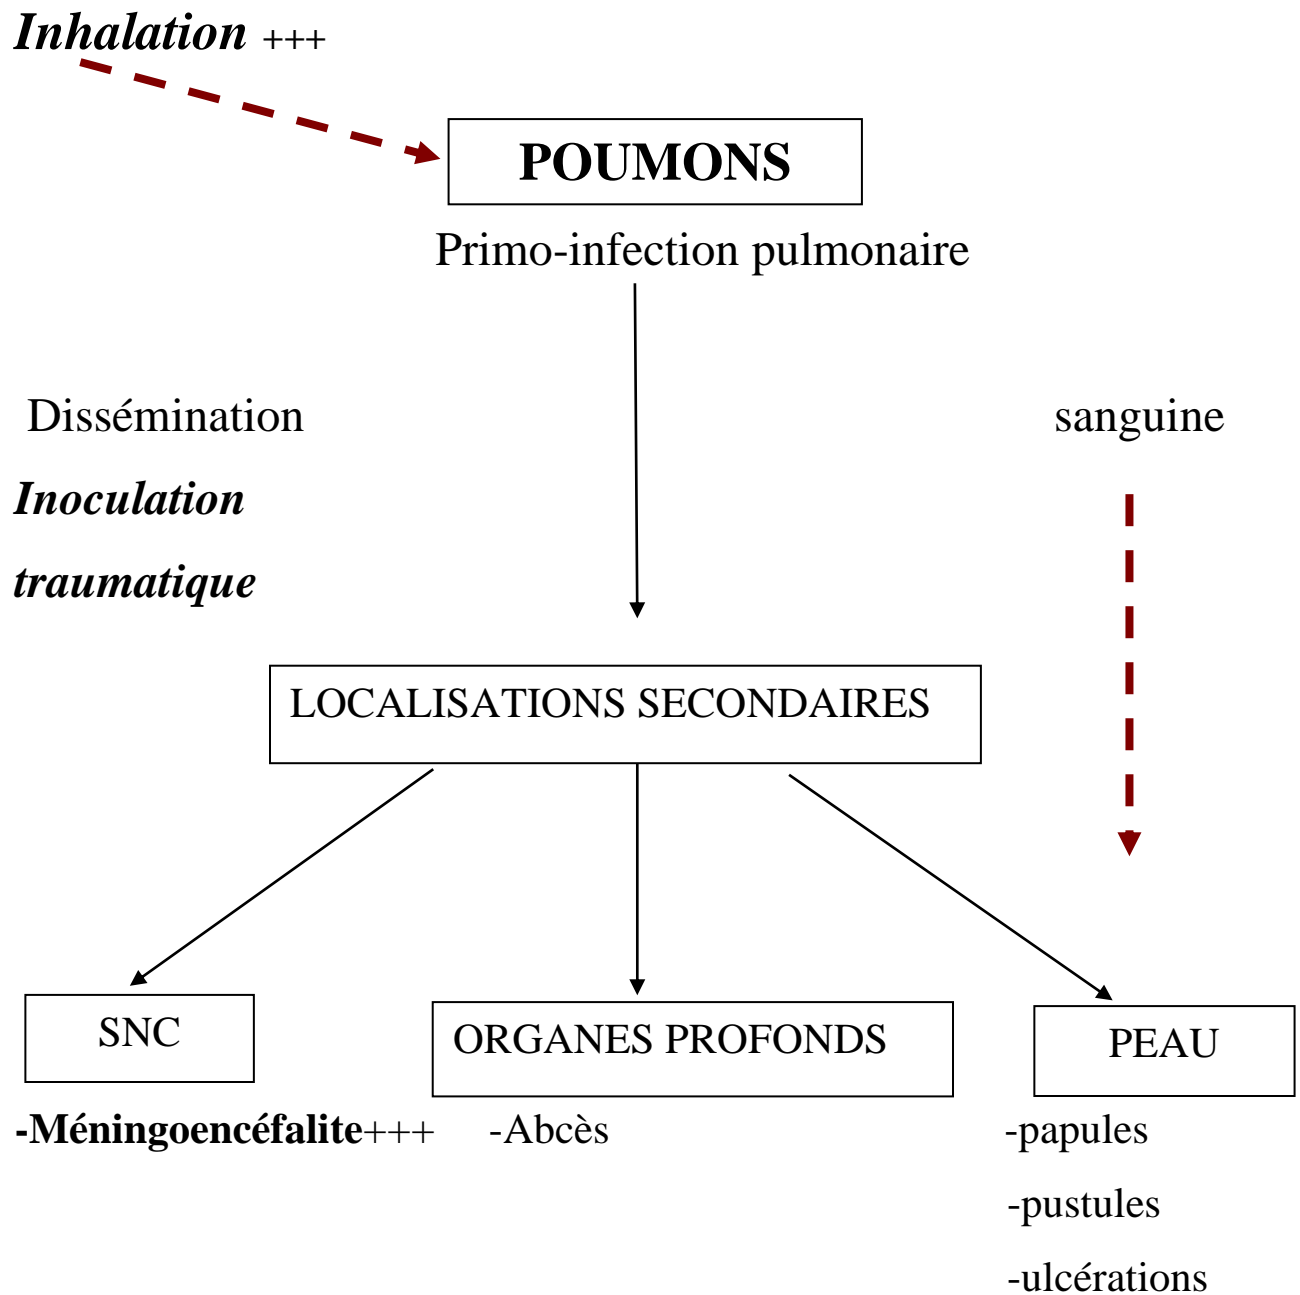 Inhalation +++
POUMONS
Primo-infection pulmonaire
Dissémination sanguine
Inoculation
traumatique
LOCALISATIONS SECONDAIRES
SNC ORGANES PROFONDS PEAU
-Méningoencéfalite+++ -Abcès -papules
-pustules
-ulcérations